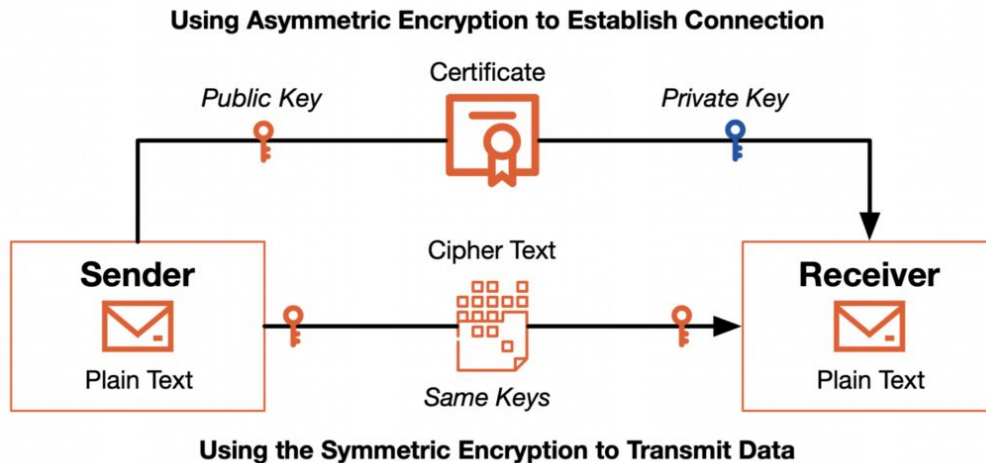 Using Asymmetric Encryption to Establish Connection
Certificate
Public Key
Private Key
Sender
Plain Text
Cipher Text
Same Keys
Receiver
Plain Text
Using the Symmetric Encryption to Transmit Data